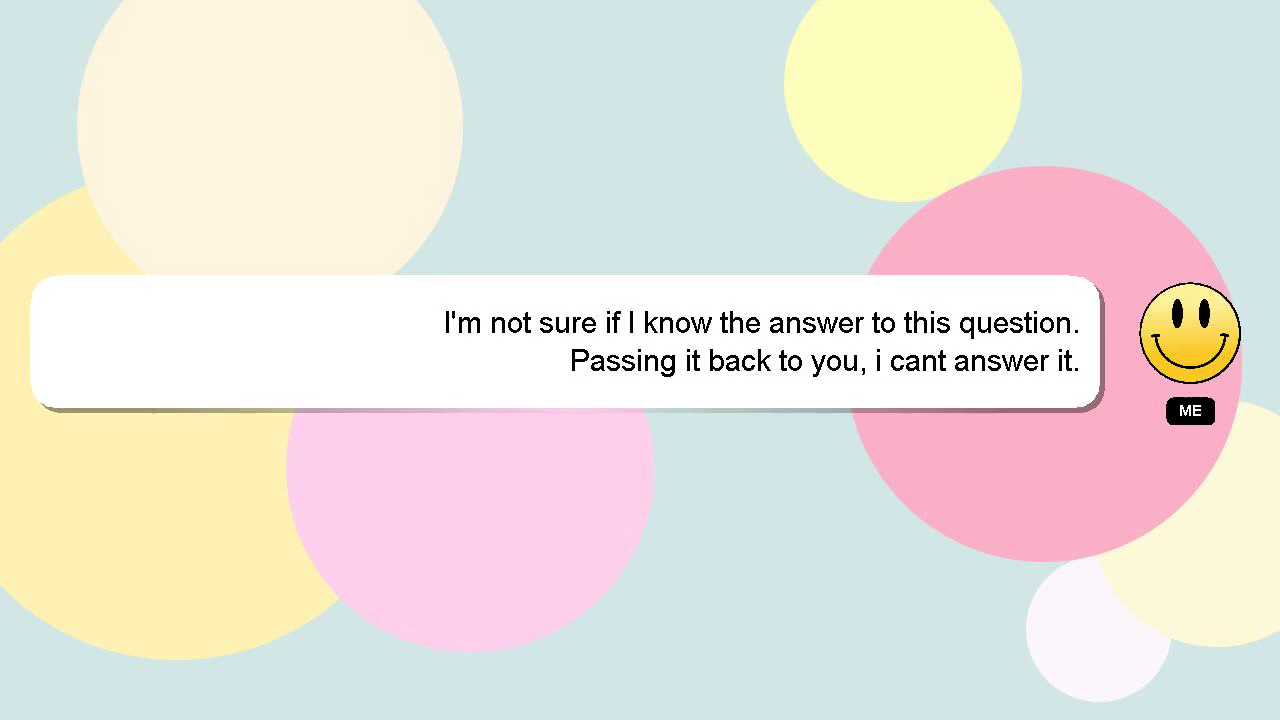 I'm not sure if I know the answer to this question.
Passing it back to you, i cant answer it.
ME